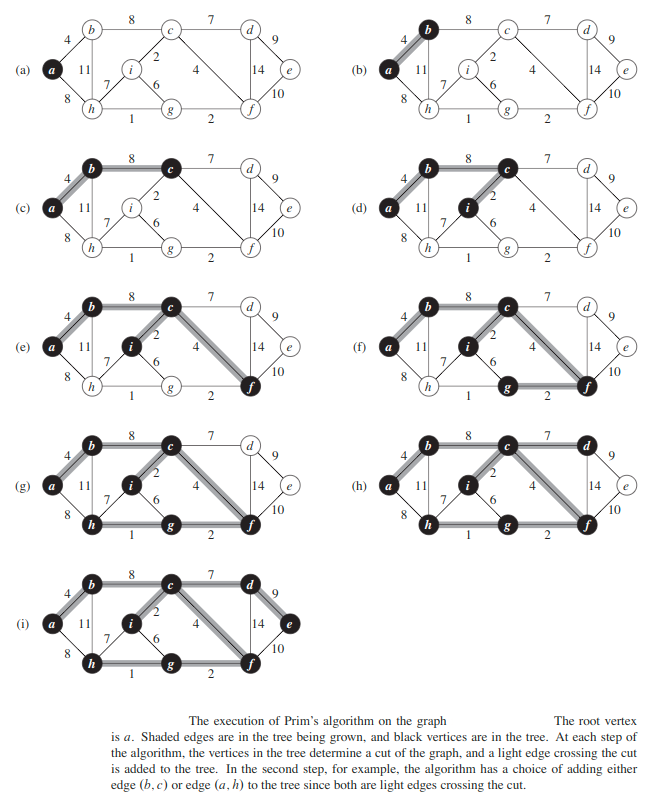 8 7
b c d
4 9
2
(a) a 11 i 4 14 e
7 6
8 10
h g f
1 2
8 7
b c d
4 9
2
(b) a 11 i 4 14 e
7 6
8 10
h g f
1 2
8 7
b c d
4 9
2
(c) a 11 i 4 14 e
7 6
8 10
h g f
1 2
8 7
b c d
4 9
2
(d) a 11 i 4 14 e
7 6
8 10
h g f
1 2
8 7
b c d
4 9
2
(e) a 11 i 4 14 e
7 6
8 10
h g f
1 2
8 7
b c d
4 9
2
(f) a 11 i 4 14 e
7 6
8 10
h g f
1 2
8 7
b c d
4 9
2
(g) a 11 i 4 14 e
7 6
8 10
h g f
1 2
8 7
b c d
4 9
2
(h) a 11 i 4 14 e
7 6
8 10
h g f
1 2
8 7
b c d
4 9
2
(i) a 11 i 4 14 e
7 6
8 10
h g f
1 2
The execution of Prim's algorithm on the graph The root vertex
is a. Shaded edges are in the tree being grown, and black vertices are in the tree. At each step of
the algorithm, the vertices in the tree determine a cut of the graph, and a light edge crossing the cut
is added to the tree. In the second step, for example, the algorithm has a choice of adding either
edge (b, c) or edge (a, h) to the tree since both are light edges crossing the cut.